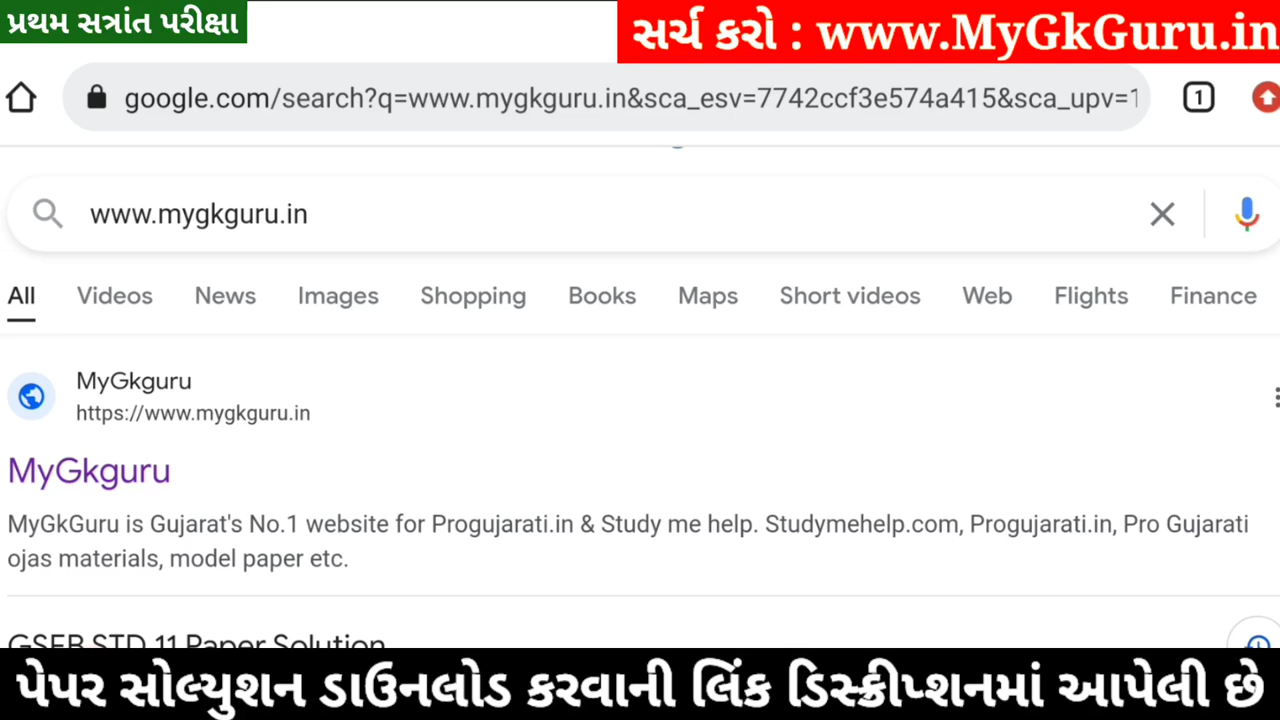 પ્રથમ સત્રાંત પરીક્ષા
સર્ચ કરો : www.MyGkGuru.in
google.com/search?q=www.mygkguru.in&sca_esv=7742ccf3e574a415&sca_upv=1
1
www.mygkguru.in
All Videos News Images Shopping Books Maps Short videos Web Flights Finance
MyGkguru
https://www.mygkguru.in
MyGkguru
MyGkGuru is Gujarat's No.1 website for Progujarati.in & Study me help. Studymehelp.com, Progujarati.in, Pro Gujarati
ojas materials, model paper etc.
GSEB STD 11 Paper Solution
પેપર સોલ્યુશન ડાઉનલોડ કરવાની લિંક ડિસ્ક્રીપ્શનમાં આપેલી છે